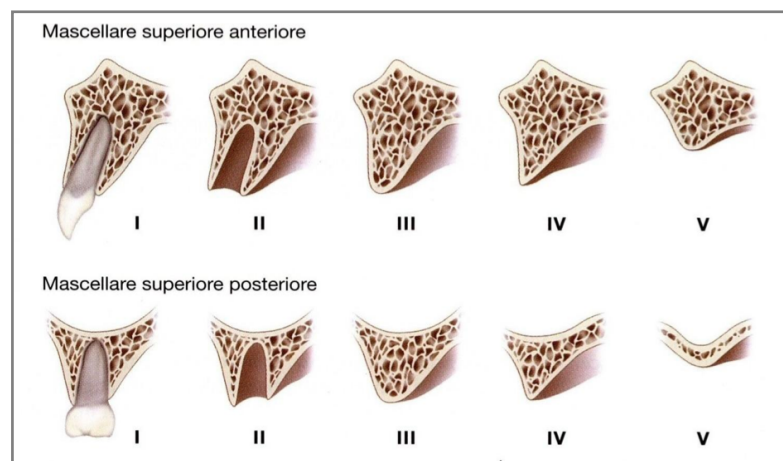 Mascellare superiore anteriore
I II III IV V
Mascellare superiore posteriore
I II III IV V